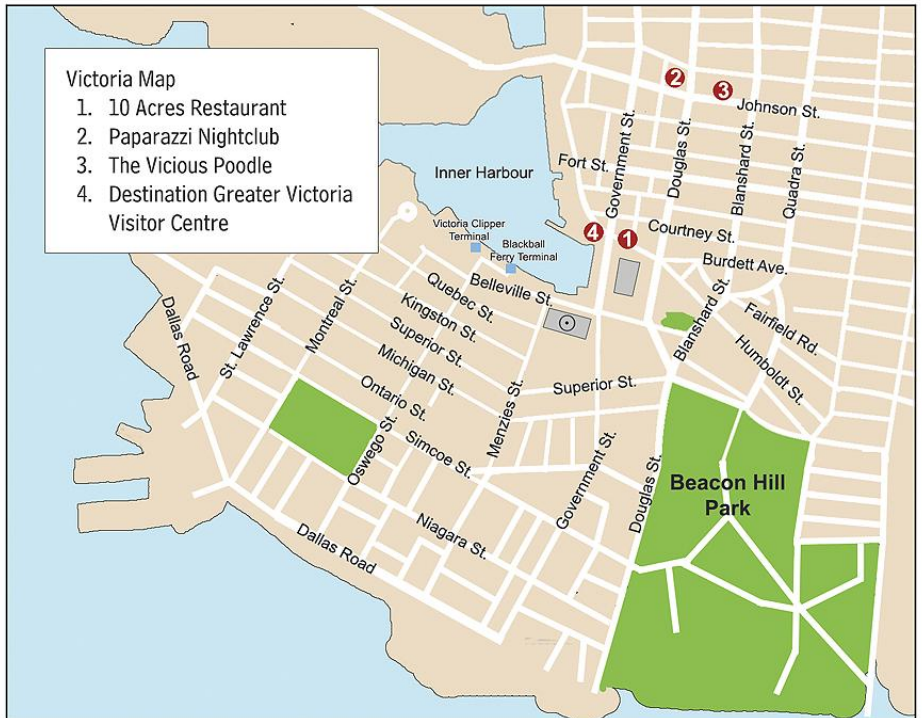 Victoria Map
1. 10 Acres Restaurant
2. Paparazzi Nightclub
3. The Vicious Poodle
4. Destination Greater Victoria
Visitor Centre
2
3
Johnson St.
Government St.
Douglas St.
Blanshard St.
Quadra St.
Fort St.
Inner Harbour
4
1
Courtney St.
Victoria Clipper
Terminal
Blackball
Ferry Terminal
Burdett Ave.
Belleville St.
Quebec St.
Kingston St.
Superior St.
Michigan St.
Ontario St.
Simcoe St.
Niagara St.
Dallas Road
St. Lawrence St.
Montreal St.
Oswego St.
Menzies St.
Superior St.
Government St.
Douglas St.
Blanshard St.
Fairfield Rd.
Humboldt St.
Beacon Hill
Park
Dallas Road